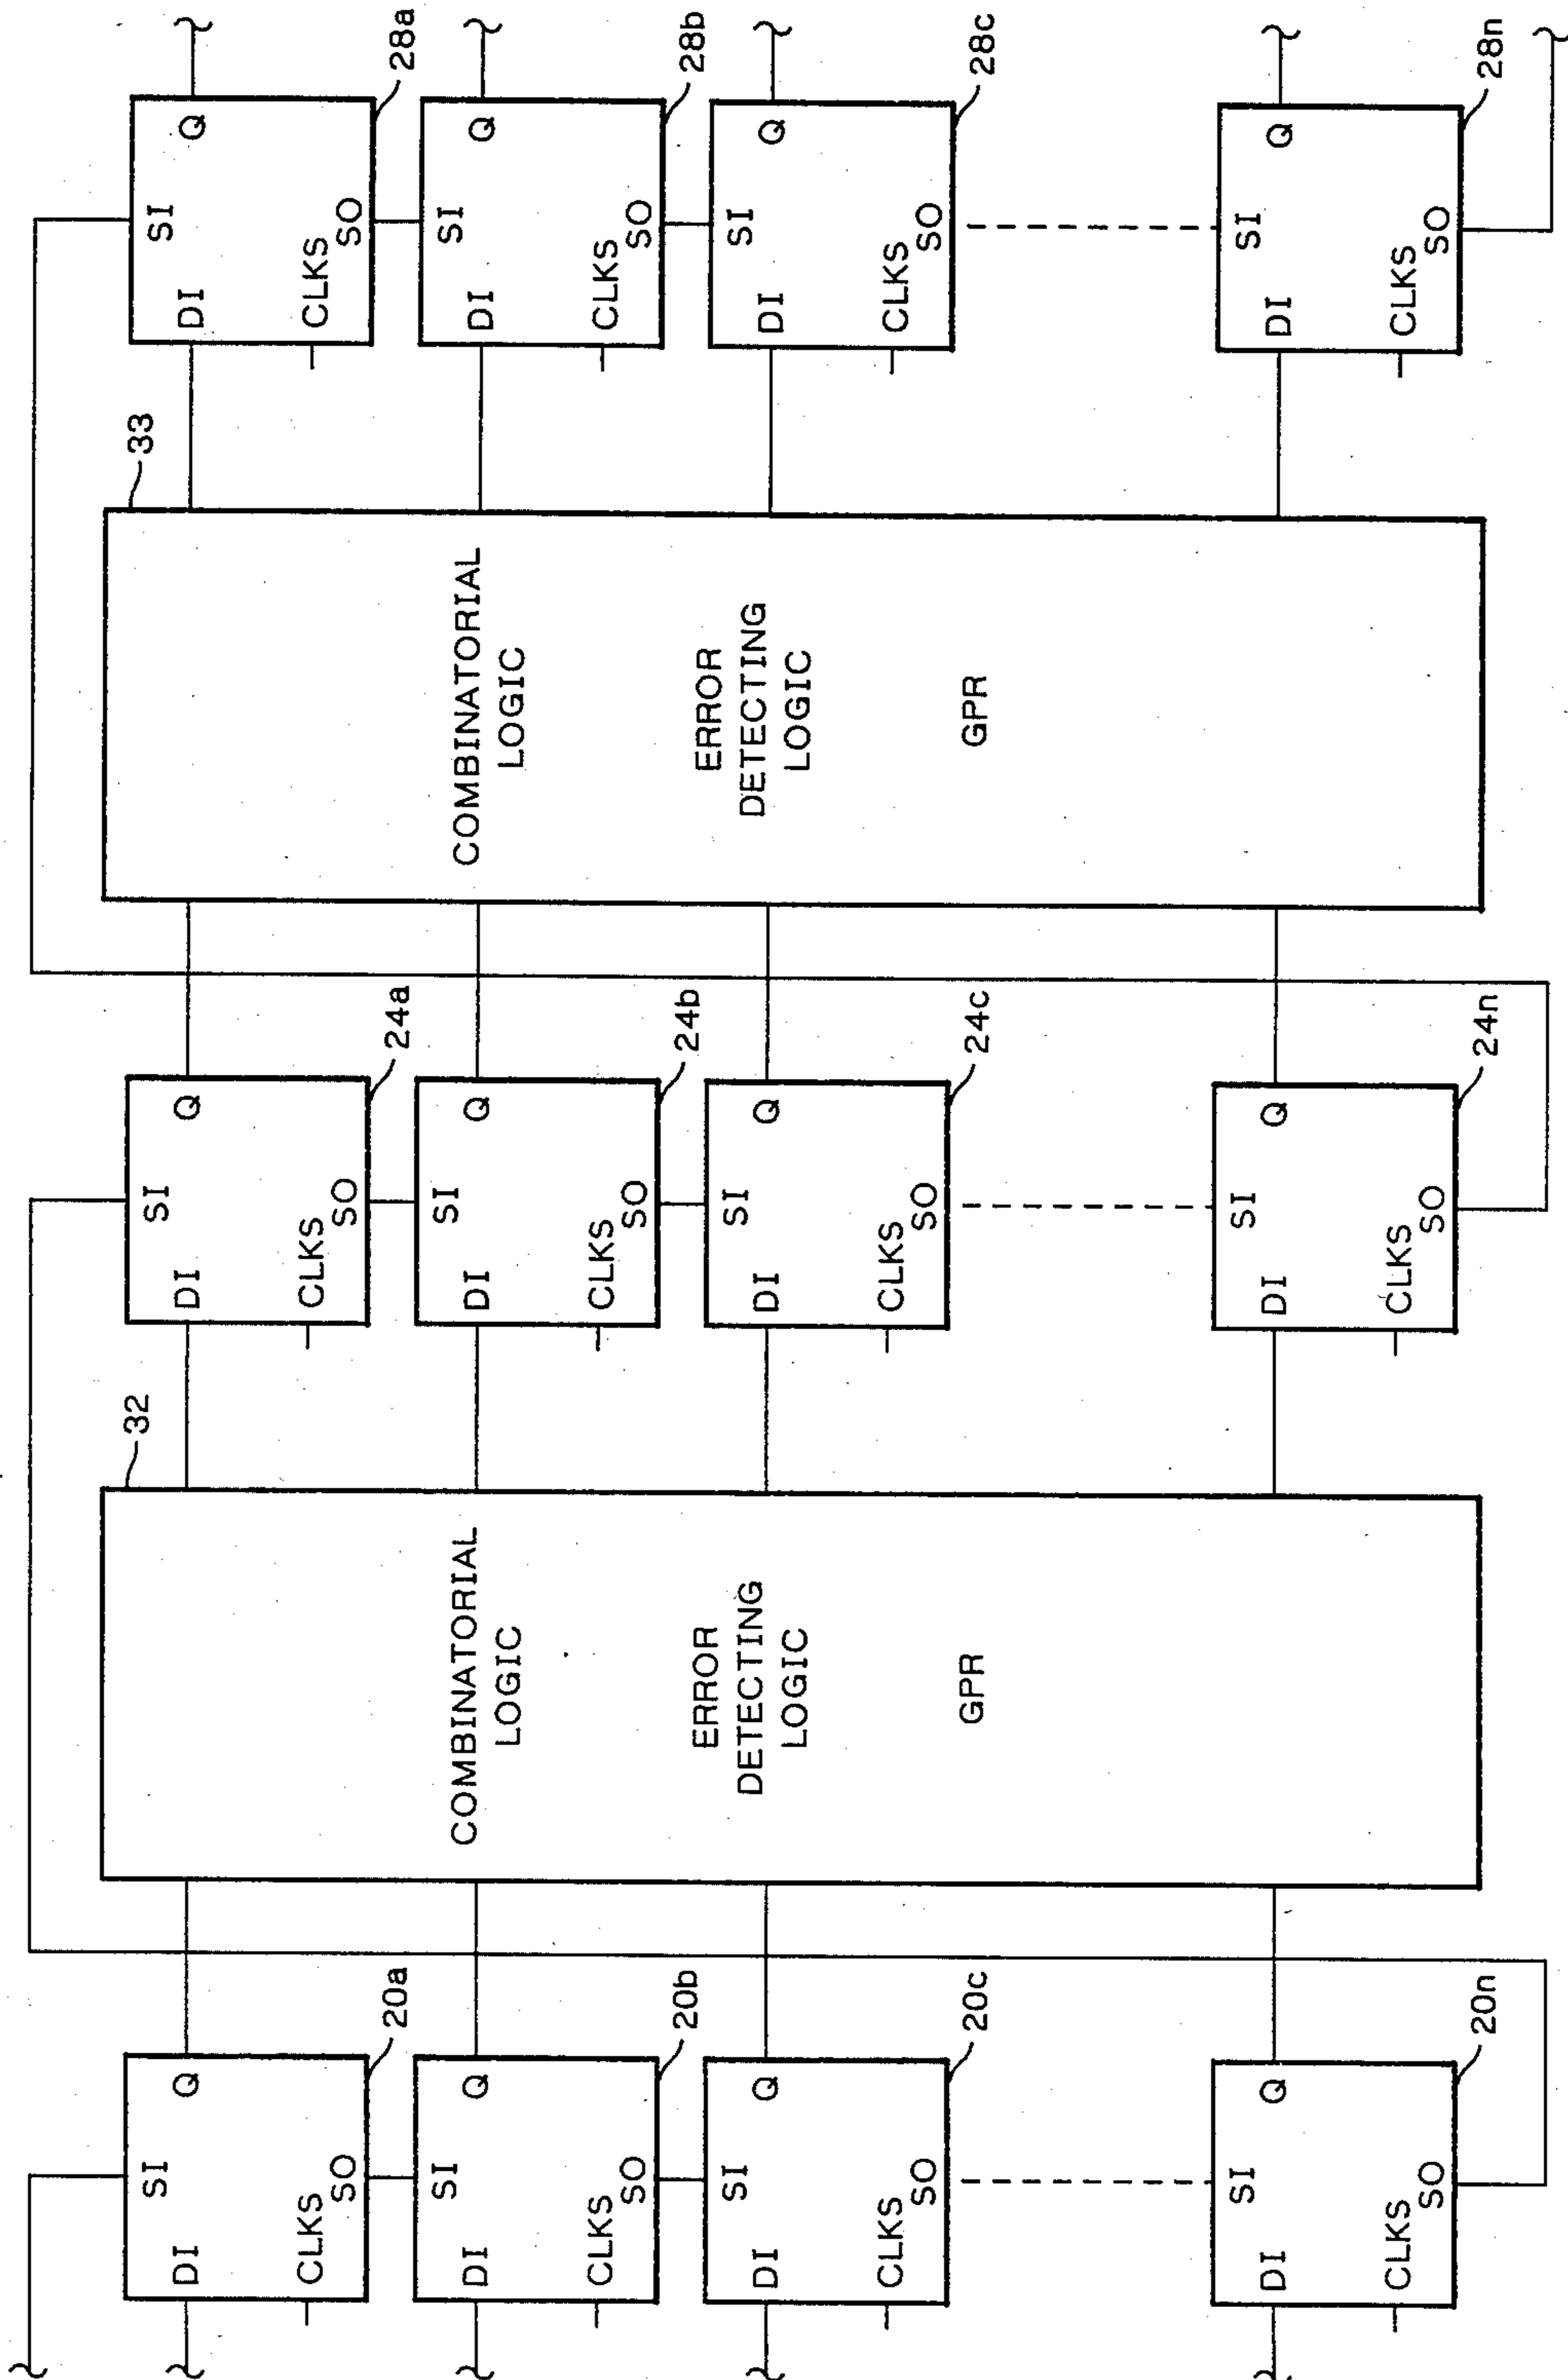 SI
DI
Q
CLKS
SO
20a
SI
DI
Q
CLKS
SO
20b
SI
DI
Q
CLKS
SO
20c
SI
DI
Q
CLKS
SO
20n
32
COMBINATORIAL
LOGIC
ERROR
DETECTING
LOGIC
GPR
SI
DI
Q
CLKS
SO
24a
SI
DI
Q
CLKS
SO
24b
SI
DI
Q
CLKS
SO
24c
SI
DI
Q
CLKS
SO
24n
33
COMBINATORIAL
LOGIC
ERROR
DETECTING
LOGIC
GPR
SI
DI
Q
CLKS
SO
28a
SI
DI
Q
CLKS
SO
28b
SI
DI
Q
CLKS
SO
28c
SI
DI
Q
CLKS
SO
28n